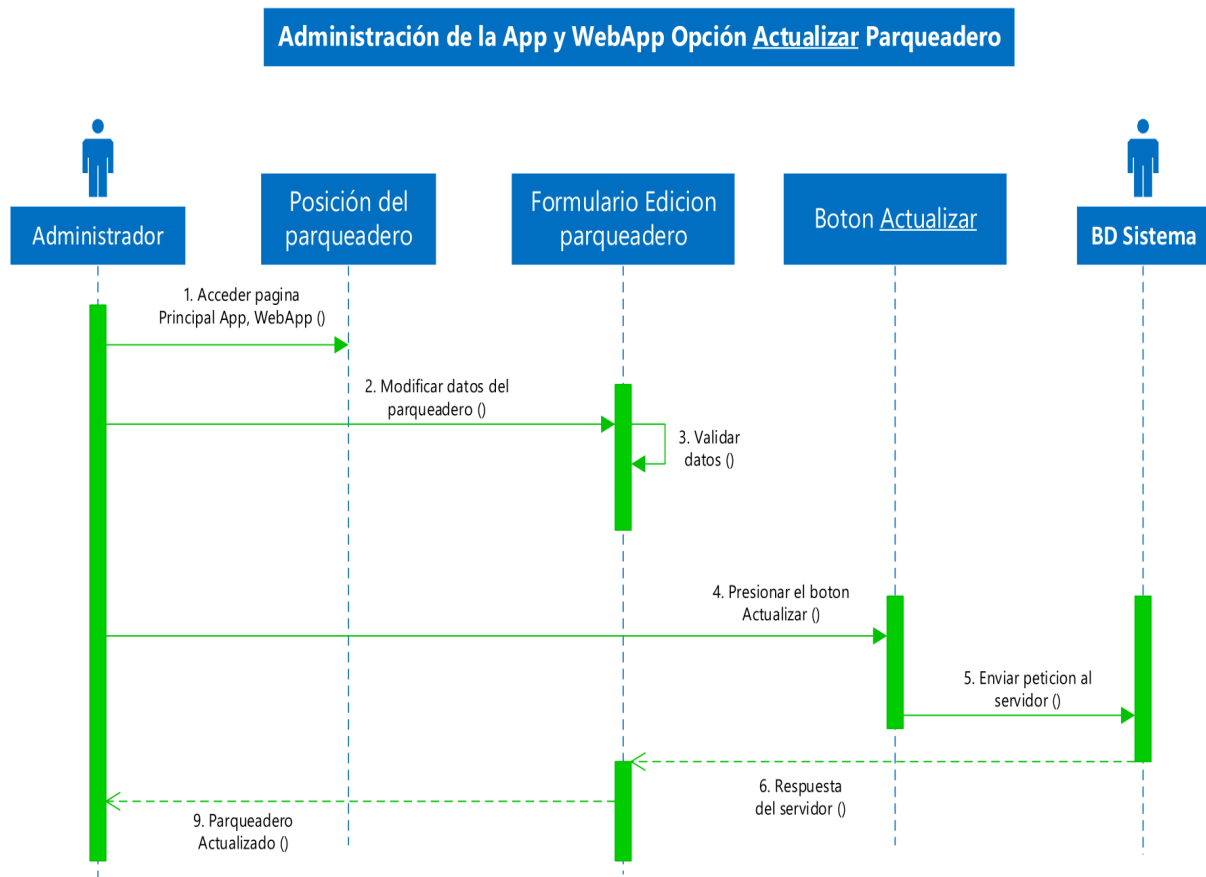 Administración de la App y WebApp Opción Actualizar Parqueadero
Administrador
Posición del
parqueadero
Formulario Edicion
parqueadero
Boton Actualizar
BD Sistema
1. Acceder pagina
Principal App, WebApp ()
2. Modificar datos del
parqueadero ()
3. Validar
datos ()
4. Presionar el boton
Actualizar ()
5. Enviar peticion al
servidor ()
6. Respuesta
del servidor ()
9. Parqueadero
Actualizado ()